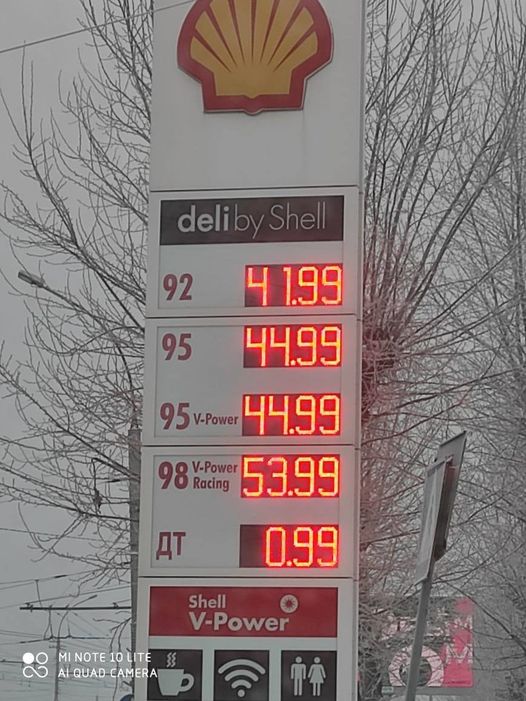 deli by Shell
92 41.99
95 44.99
95 V-Power 44.99
98 V-Power Racing 53.99
ДТ 0.99
Shell
V-Power
MI NOTE 10 LITE
AI QUAD CAMERA